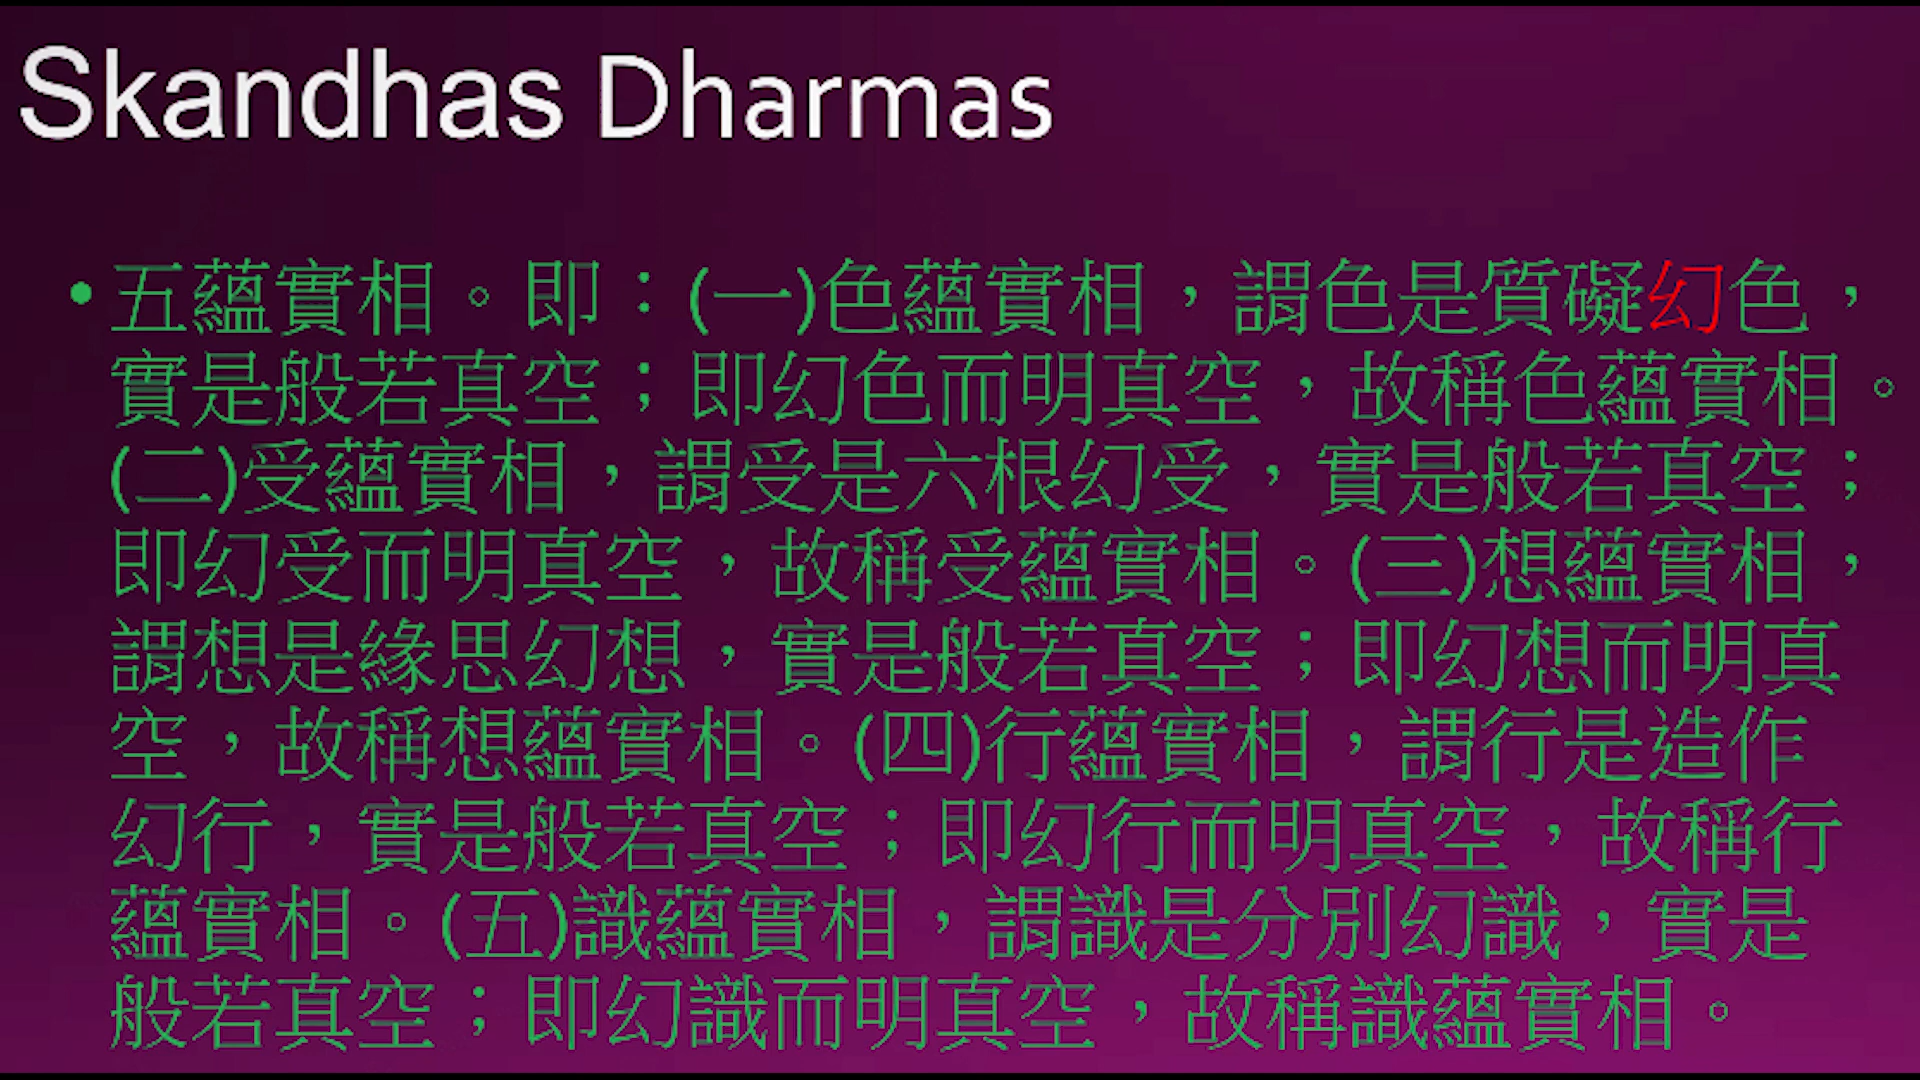 Skandhas Dharmas
•五蘊實相。即：(一)色蘊實相，謂色是質礙幻色，
實是般若真空；即幻色而明真空，故稱色蘊實相。
(二)受蘊實相，謂受是六根幻受，實是般若真空；
即幻受而明真空，故稱受蘊實相。(三)想蘊實相，
謂想是緣思幻想，實是般若真空；即幻想而明真
空，故稱想蘊實相。(四)行蘊實相，謂行是造作
幻行，實是般若真空；即幻行而明真空，故稱行
蘊實相。(五)識蘊實相，謂識是分別幻識，實是
般若真空；即幻識而明真空，故稱識蘊實相。